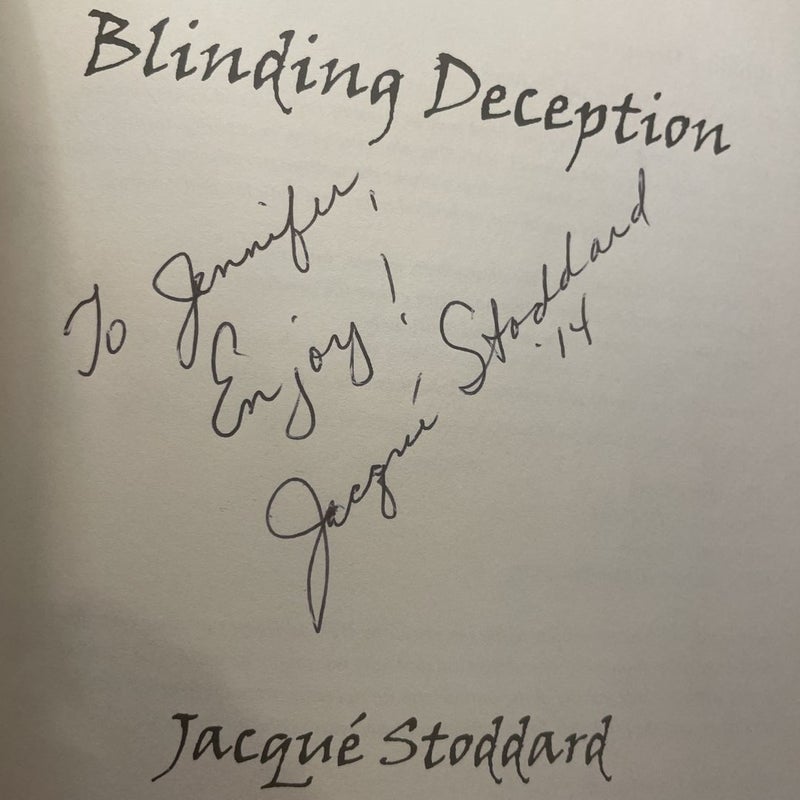 Blinding Deception
To Jennifer,
Enjoy!
Jacqué Stoddard
'14
Jacqué Stoddard